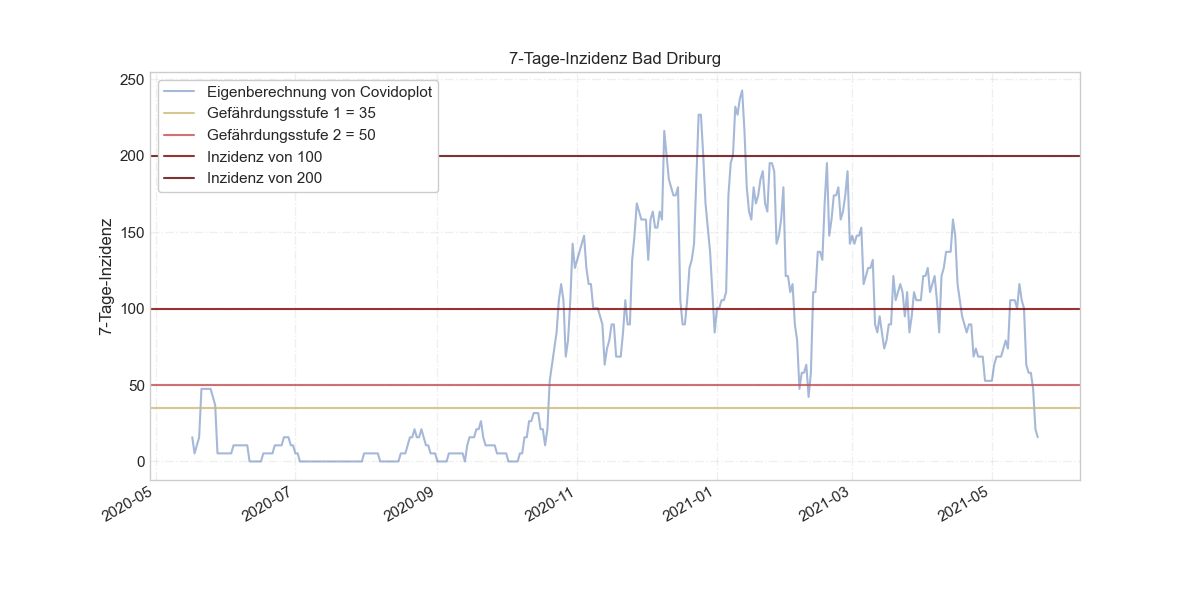 7-Tage-Inzidenz Bad Driburg
250
200
150
100
50
0
7-Tage-Inzidenz
Eigenberechnung von Covidoplot
Gefährdungsstufe 1 = 35
Gefährdungsstufe 2 = 50
Inzidenz von 100
Inzidenz von 200
2020-05
2020-07
2020-09
2020-11
2021-01
2021-03
2021-05